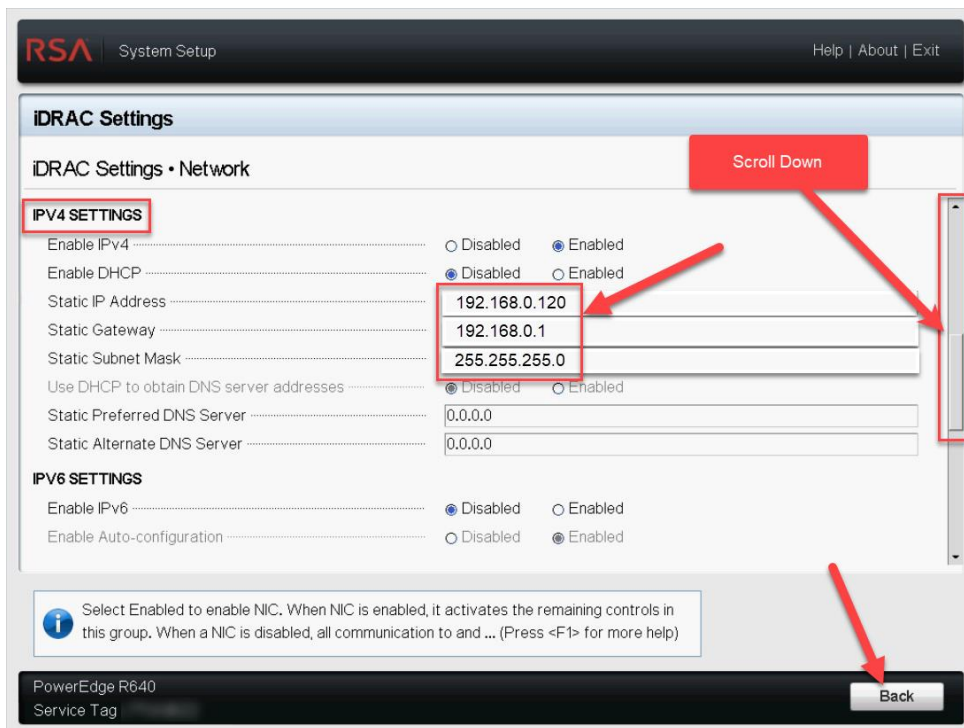 RSA System Setup Help | About | Exit
iDRAC Settings
iDRAC Settings • Network
Scroll Down
IPV4 SETTINGS
Enable IPv4 Disabled Enabled
Enable DHCP Disabled Enabled
Static IP Address 192.168.0.120
Static Gateway 192.168.0.1
Static Subnet Mask 255.255.255.0
Use DHCP to obtain DNS server addresses Disabled Enabled
Static Preferred DNS Server 0.0.0.0
Static Alternate DNS Server 0.0.0.0
IPV6 SETTINGS
Enable IPv6 Disabled Enabled
Enable Auto-configuration Disabled Enabled
Select Enabled to enable NIC. When NIC is enabled, it activates the remaining controls in
this group. When a NIC is disabled, all communication to and ... (Press <F1> for more help)
PowerEdge R640
Service Tag
Back